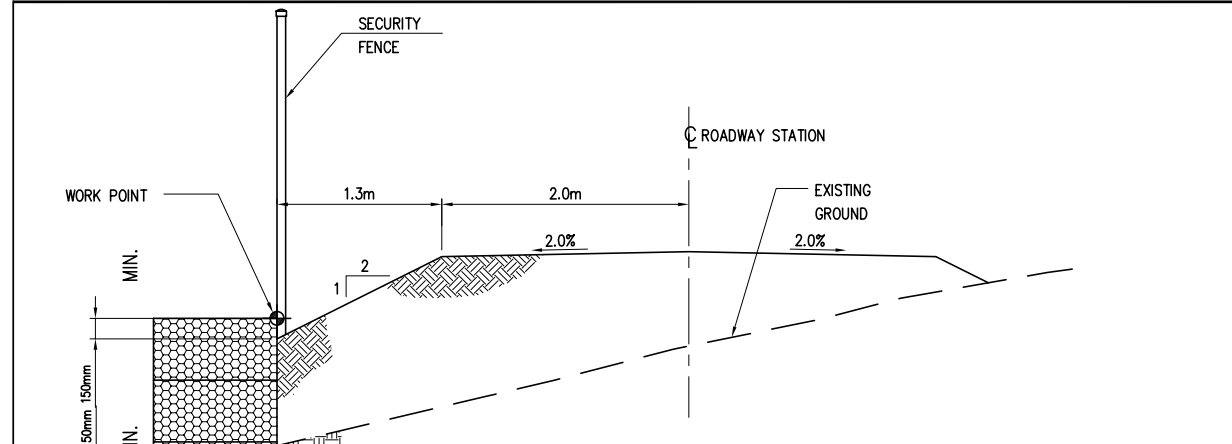 SECURITY
FENCE
℄ ROADWAY STATION
WORK POINT
1.3m
2.0m
EXISTING
GROUND
2.0%
2.0%
MIN.
2
1
150mm
50mm